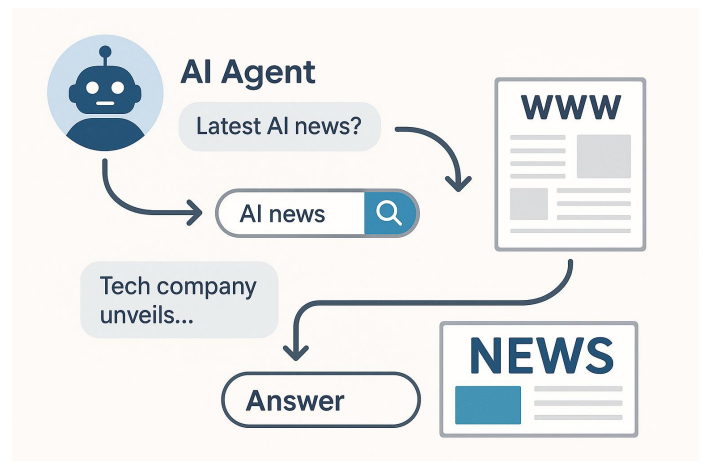 AI Agent
Latest AI news?
WWW
AI news
Tech company
unveils...
NEWS
Answer